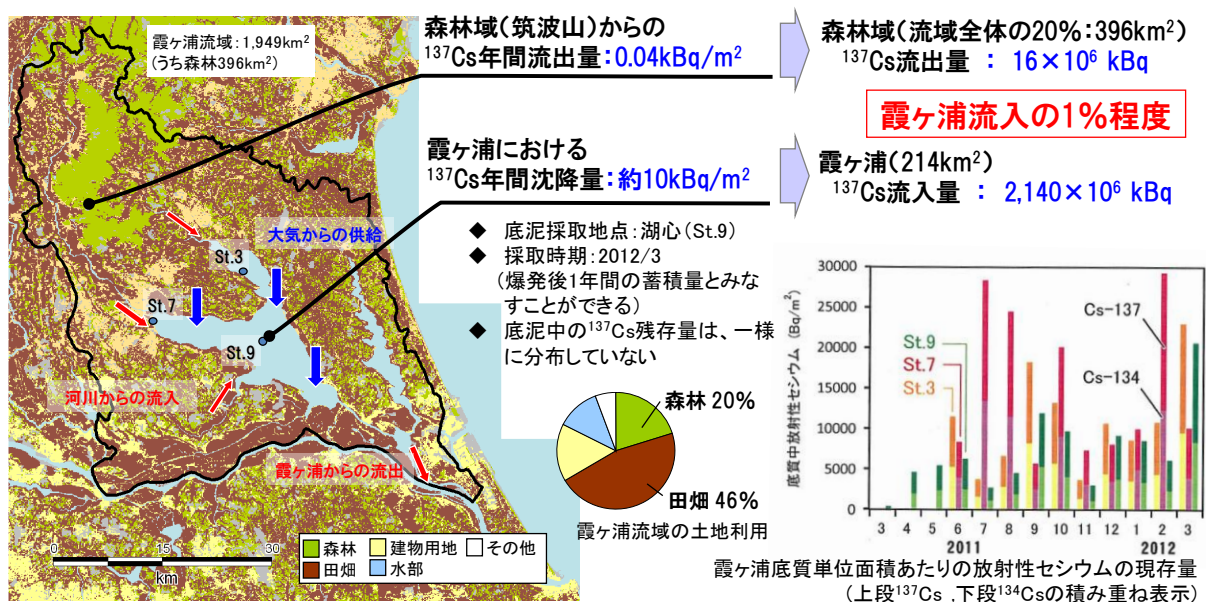 霞ヶ浦流域:1,949km²
(うち森林396km²)
森林域(筑波山)からの
¹³⁷Cs年間流出量:0.04kBq/m²
森林域(流域全体の20%:396km²)
¹³⁷Cs流出量 : 16×10⁶ kBq
霞ヶ浦流入の1%程度
霞ヶ浦における
¹³⁷Cs年間沈降量:約10kBq/m²
霞ヶ浦(214km²)
¹³⁷Cs流入量 : 2,140×10⁶ kBq
◆ 底泥採取地点:湖心(St.9)
◆ 採取時期:2012/3
(爆発後1年間の蓄積量とみな
すことができる)
◆ 底泥中の¹³⁷Cs残存量は、一様
に分布していない
大気からの供給
St.3
St.7
St.9
河川からの流入
霞ヶ浦からの流出
0 15 30
km
森林
建物用地
その他
田畑
水部
森林 20%
田畑 46%
霞ヶ浦流域の土地利用
底質中放射性セシウム (Bq/m²)
30000
25000
20000
15000
10000
5000
0
St.9
St.7
St.3
Cs-137
Cs-134
3 4 5 6 7 8 9 10 11 12 1 2 3
2011 2012
霞ヶ浦底質単位面積あたりの放射性セシウムの現存量
(上段¹³⁷Cs ,下段¹³⁴Csの積み重ね表示)